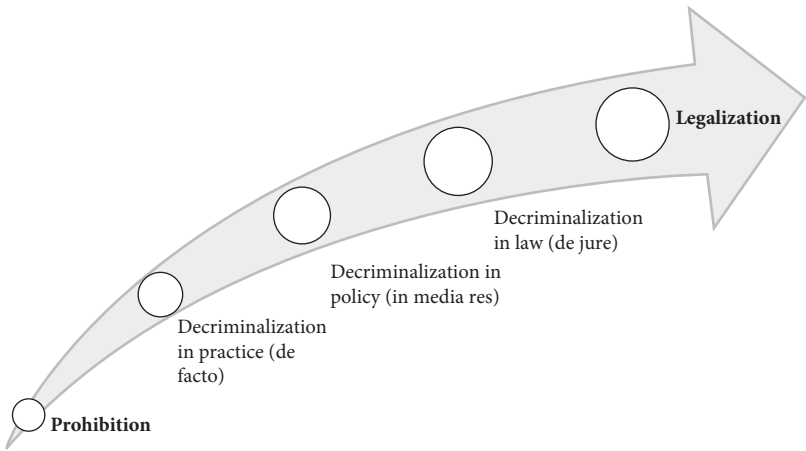 Legalization
Decriminalization
in law (de jure)
Decriminalization in
policy (in media res)
Decriminalization
in practice (de
facto)
Prohibition